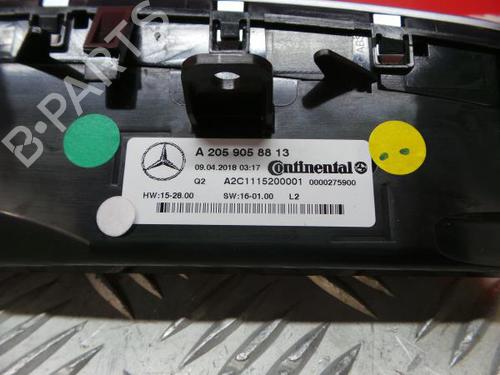 B-PARTS
A 205 905 88 13
09.04.2018 03:17 Continental
Q2 A2C1115200001 0000275900
HW:15-28.00 SW:16-01.00 L2